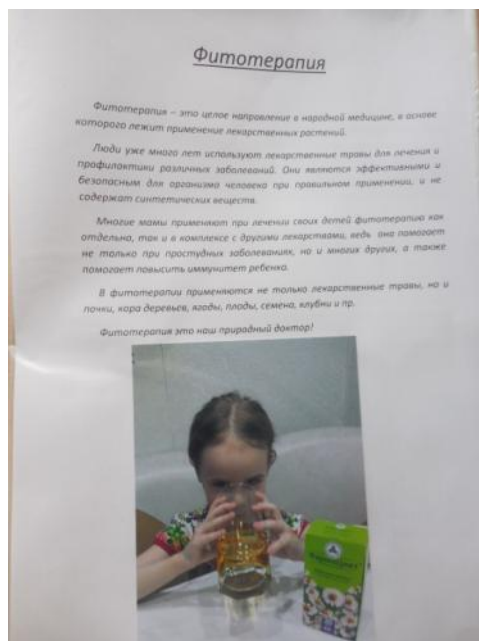 Фитотерапия
Фитотерапия – это целое направление в народной медицине, в основе
которого лежит применение лекарственных растений.
Люди уже много лет используют лекарственные травы для лечения и
профилактики различных заболеваний. Они являются эффективными и
безопасным для организма человека при правильном применении, и не
содержат синтетических веществ.
Многие мамы применяют при лечении своих детей фитотерапию как
отдельно, так и в комплексе с другими лекарствами, ведь она помогает
не только при простудных заболеваниях, но и многих других, а также
помогает повысить иммунитет ребенка.
В фитотерапии применяются не только лекарственные травы, но и
почки, кора деревьев, ягоды, плоды, семена, клубни и пр.
Фитотерапия это наш природный доктор!